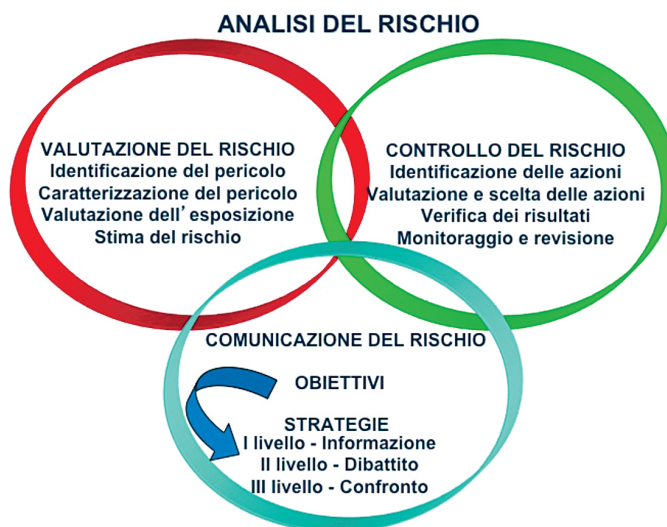 ANALISI DEL RISCHIO
VALUTAZIONE DEL RISCHIO
Identificazione del pericolo
Caratterizzazione del pericolo
Valutazione dell'esposizione
Stima del rischio
CONTROLLO DEL RISCHIO
Identificazione delle azioni
Valutazione e scelta delle azioni
Verifica dei risultati
Monitoraggio e revisione
COMUNICAZIONE DEL RISCHIO
OBIETTIVI
STRATEGIE
I livello - Informazione
II livello - Dibattito
III livello - Confronto